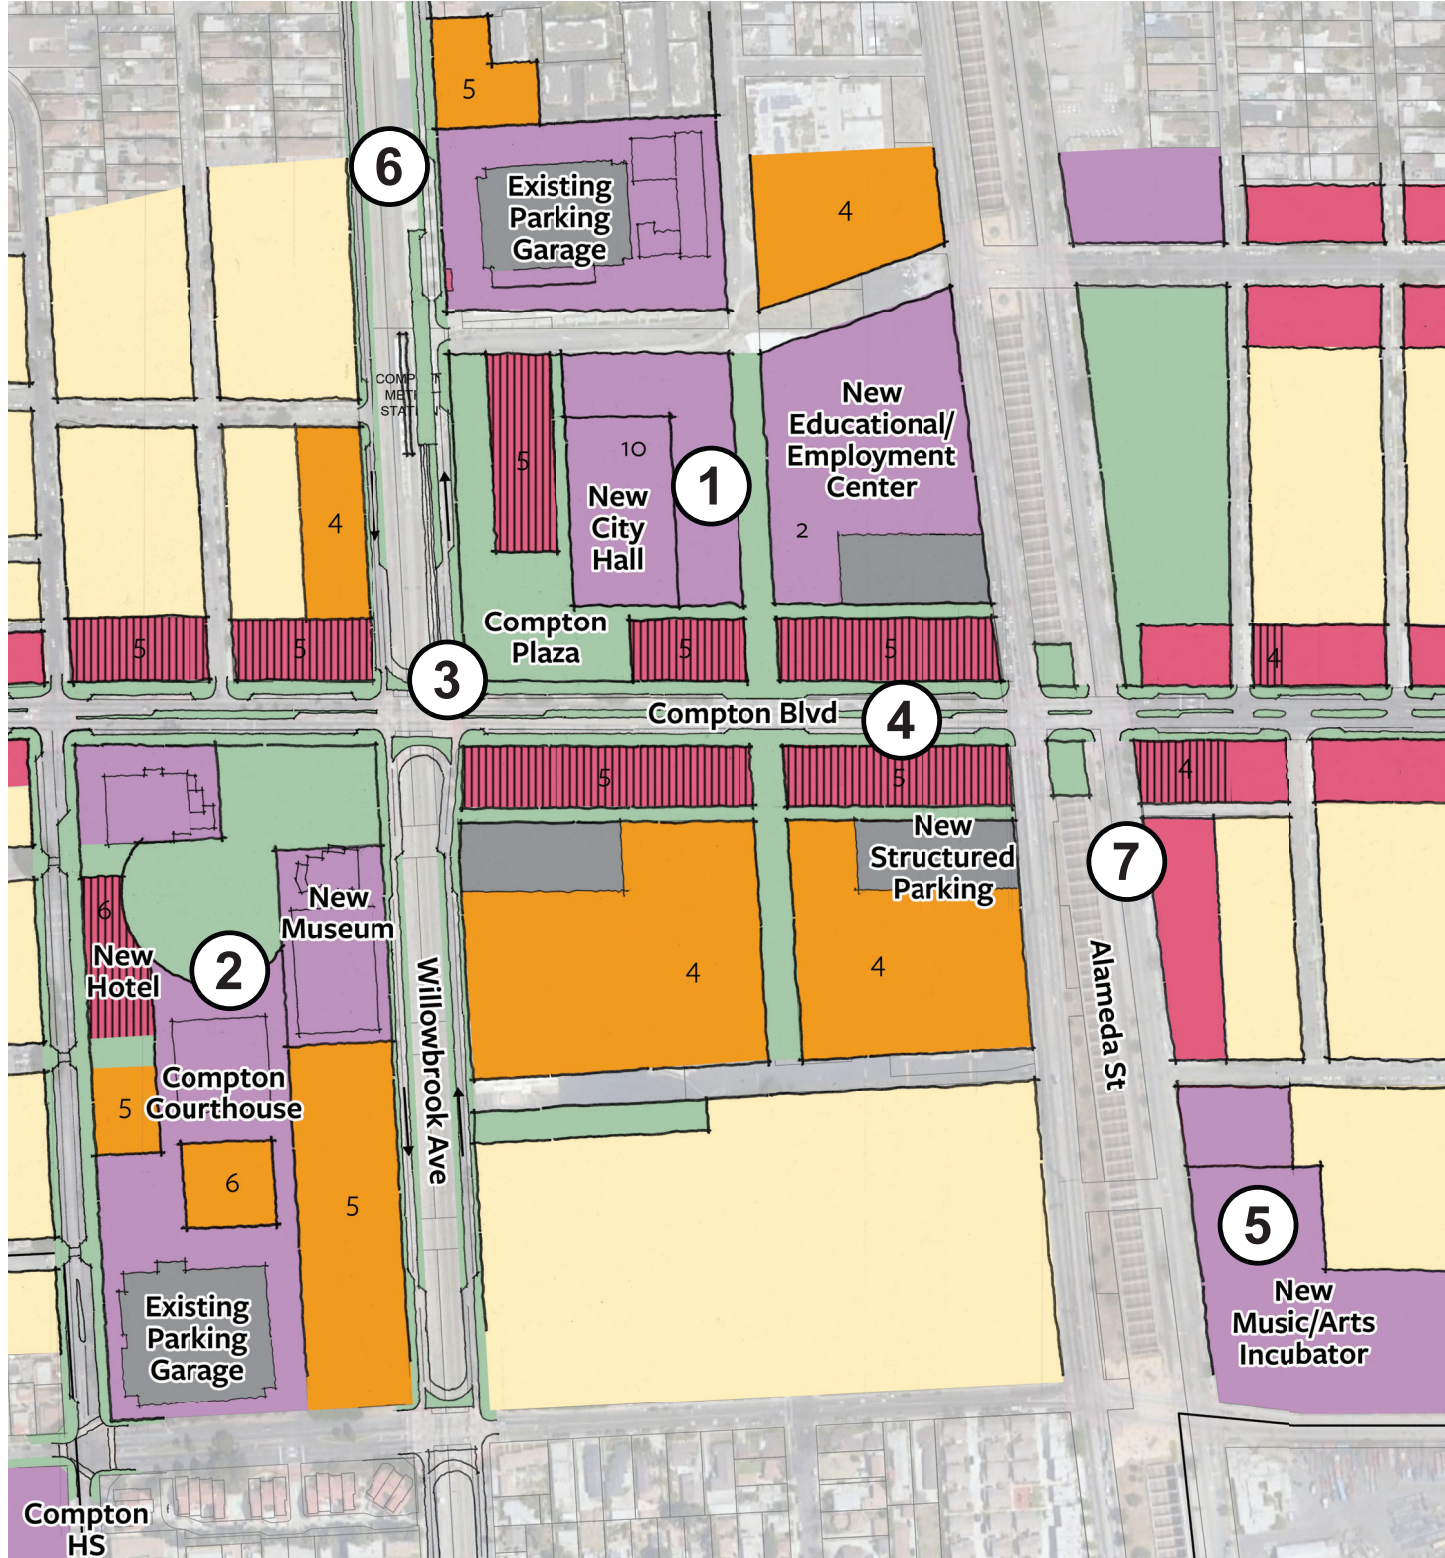 5
6
Existing
Parking
Garage
4
COMP
MET
STAT N
5
10
1
New
City
Hall
New
Educational/
Employment
Center
2
4
Compton
Plaza
5
5
5
5
4
3
Compton Blvd
4
5
5
4
6
New
Hotel
New
Museum
2
New
Structured
Parking
7
4
4
Willowbrook Ave
Alameda St
Compton
Courthouse
5
6
5
5
New
Music/Arts
Incubator
Existing
Parking
Garage
Compton
HS